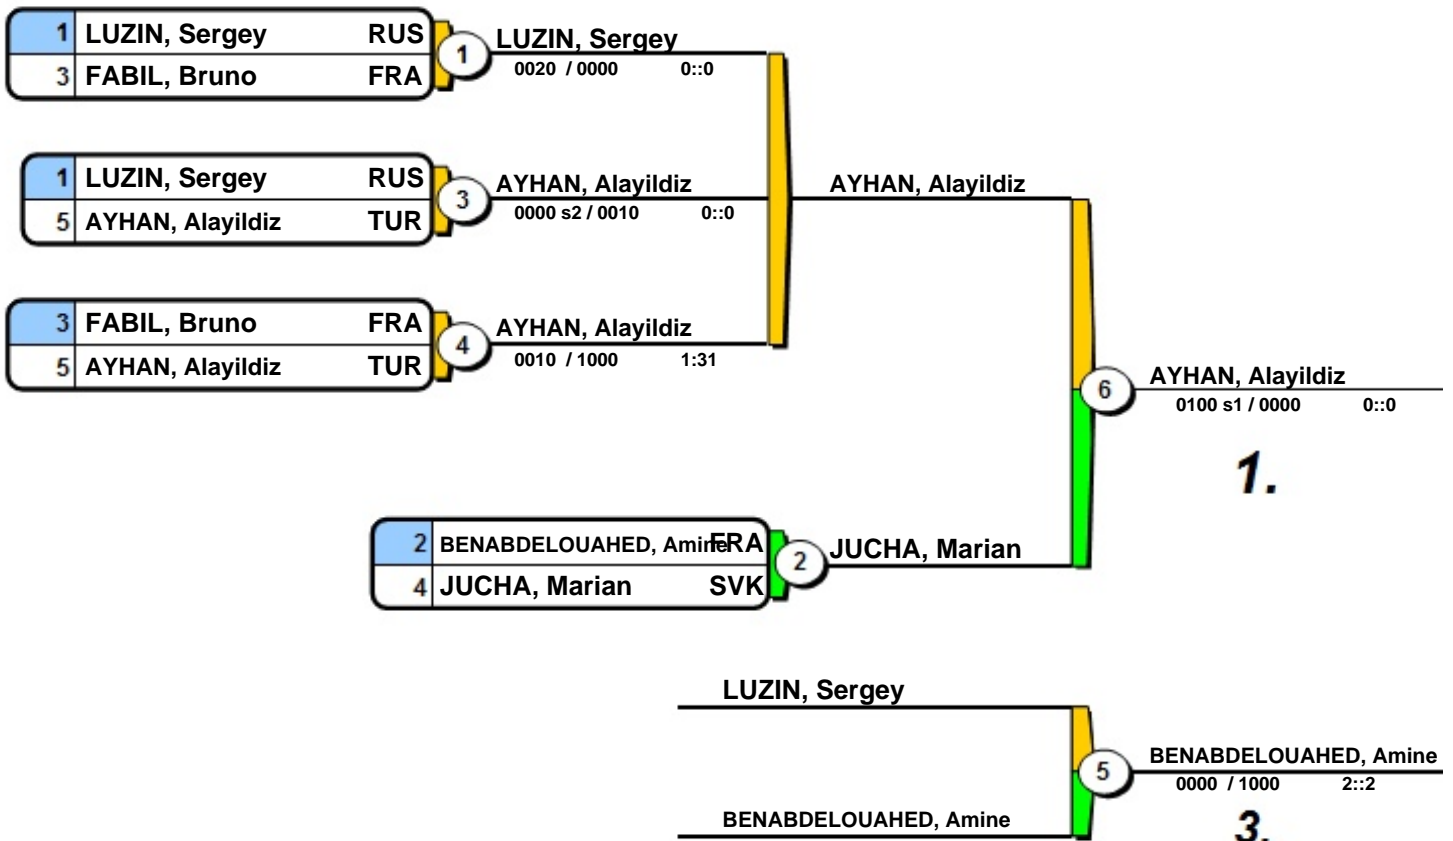 1 LUZIN, Sergey RUS
3 FABIL, Bruno FRA
1
LUZIN, Sergey
0020 / 0000 0::0
1 LUZIN, Sergey RUS
5 AYHAN, Alayildiz TUR
3
AYHAN, Alayildiz
0000 s2 / 0010 0::0
AYHAN, Alayildiz
3 FABIL, Bruno FRA
5 AYHAN, Alayildiz TUR
4
AYHAN, Alayildiz
0010 / 1000 1:31
6
AYHAN, Alayildiz
0100 s1 / 0000 0::0
1.
2 BENABDELOUAHED, Amine FRA
4 JUCHA, Marian SVK
2
JUCHA, Marian
LUZIN, Sergey
5
BENABDELOUAHED, Amine
0000 / 1000 2::2
BENABDELOUAHED, Amine
3.